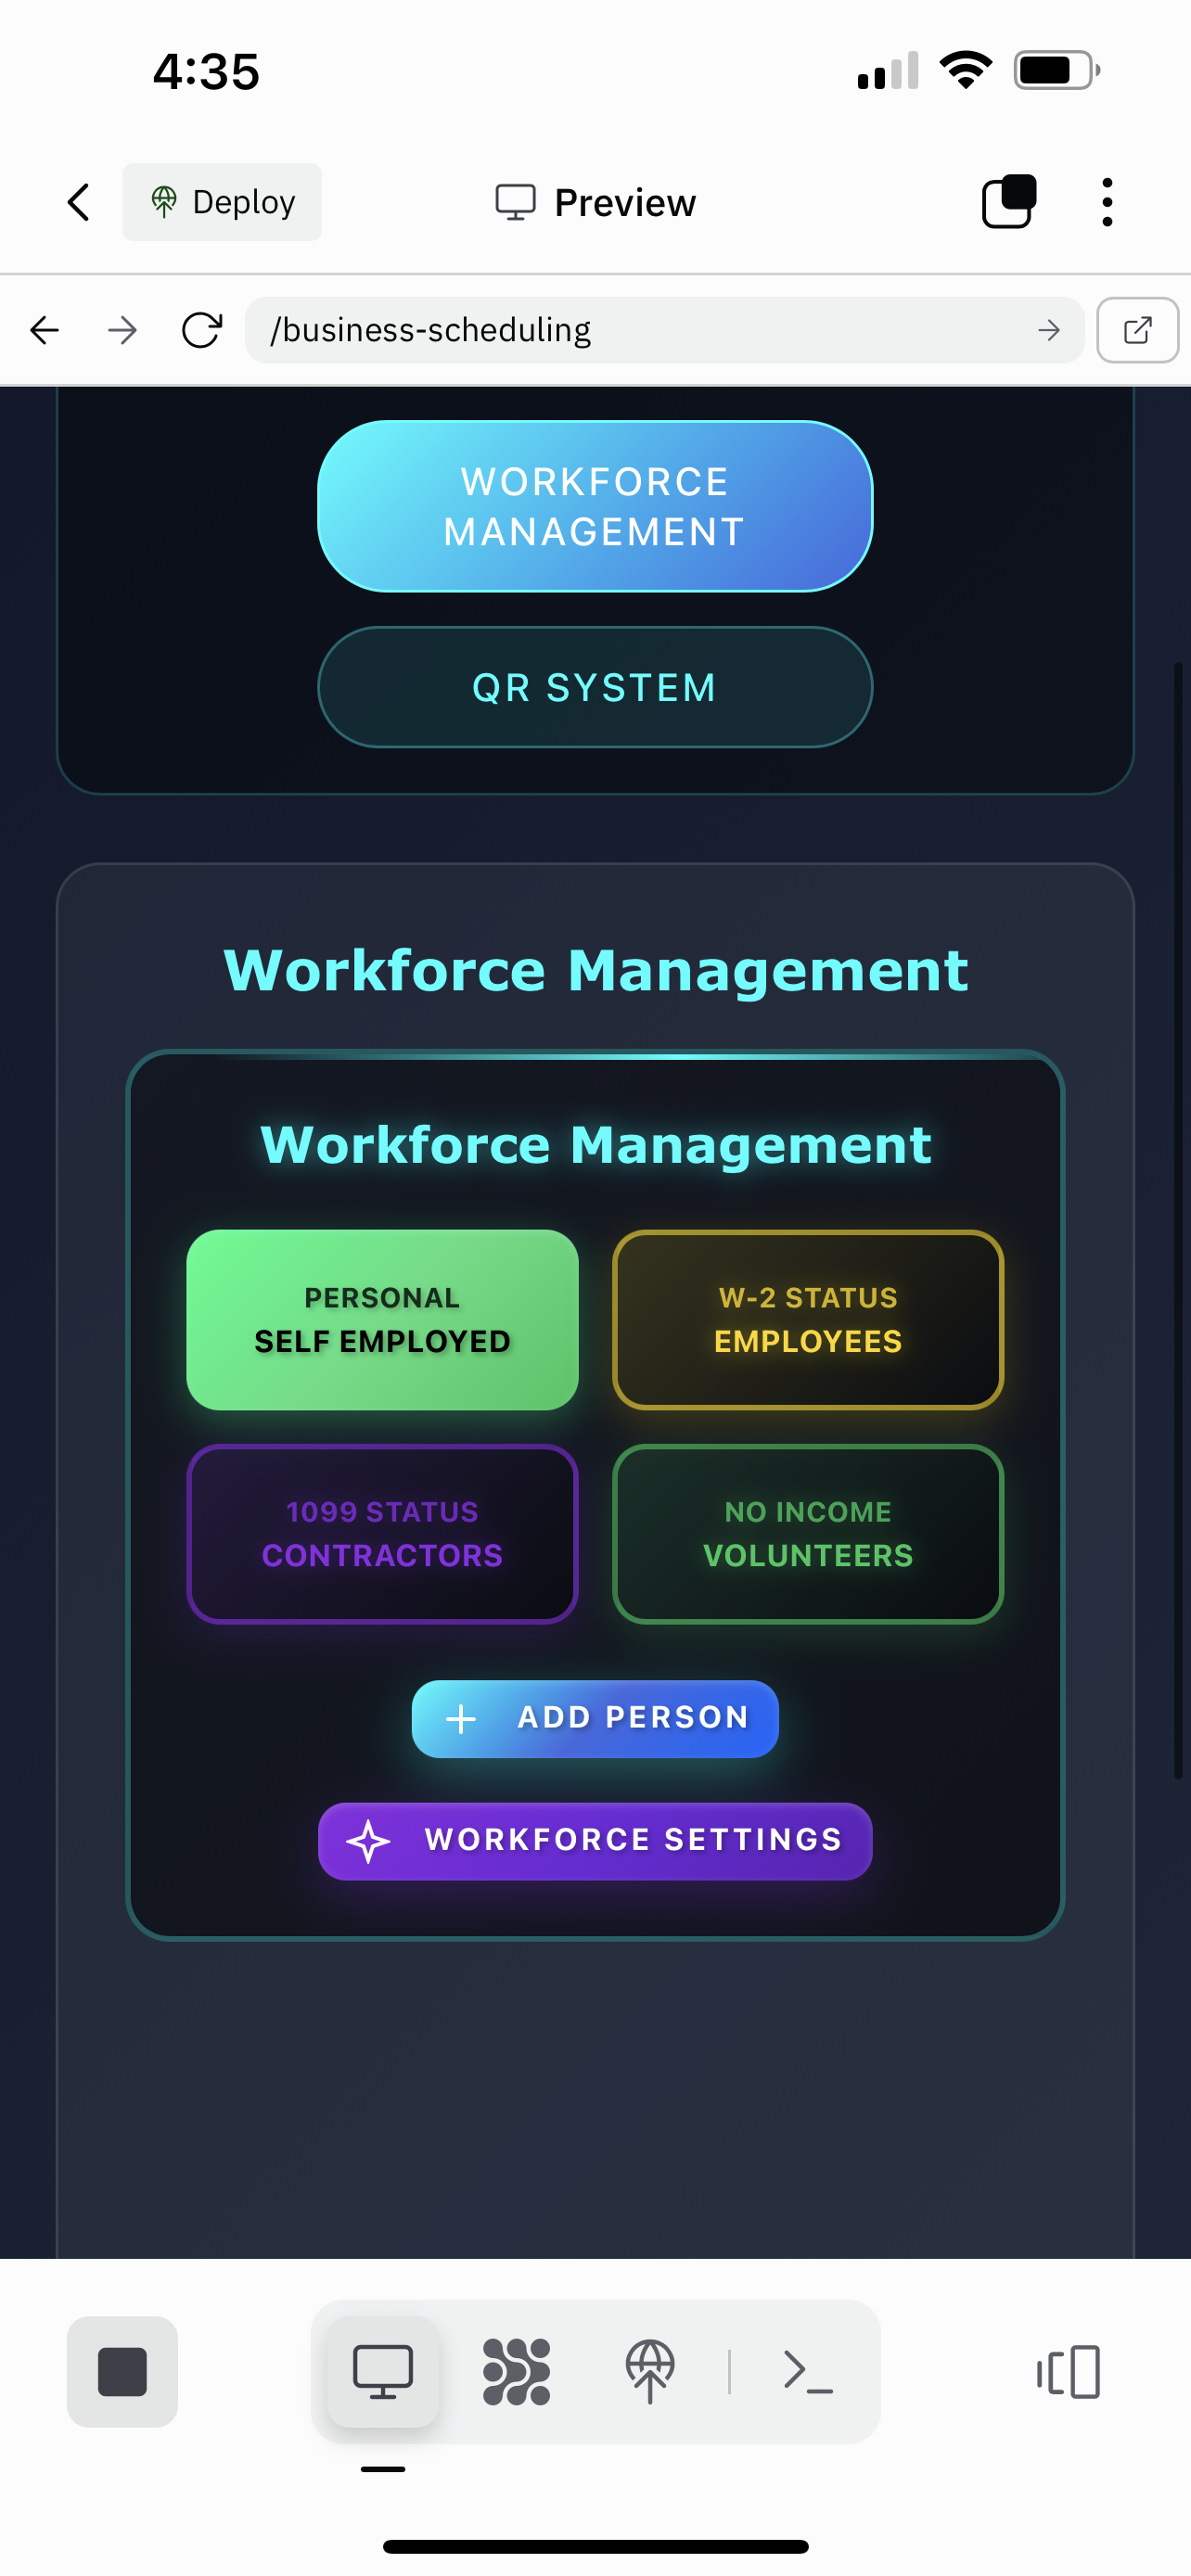 4:35
Deploy
Preview
/business-scheduling
WORKFORCE
MANAGEMENT
QR SYSTEM
Workforce Management
Workforce Management
PERSONAL
SELF EMPLOYED
W-2 STATUS
EMPLOYEES
1099 STATUS
CONTRACTORS
NO INCOME
VOLUNTEERS
ADD PERSON
WORKFORCE SETTINGS